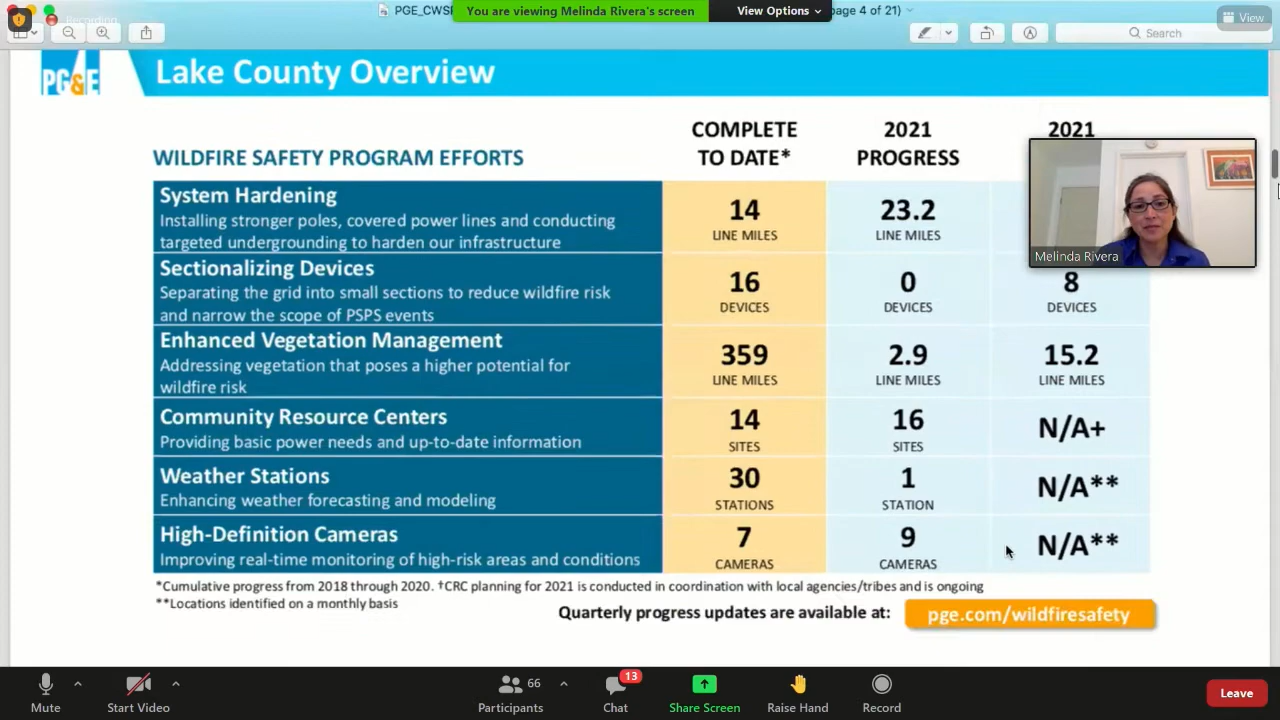 Recording
PGE_CWS
You are viewing Melinda Rivera's screen
View Options
page 4 of 21)
View
Search
PG&E
Lake County Overview
WILDFIRE SAFETY PROGRAM EFFORTS
COMPLETE
TO DATE*
2021
PROGRESS
2021
System Hardening
Installing stronger poles, covered power lines and conducting
targeted undergrounding to harden our infrastructure
14
LINE MILES
23.2
LINE MILES
Melinda Rivera
Sectionalizing Devices
Separating the grid into small sections to reduce wildfire risk
and narrow the scope of PSPS events
16
DEVICES
0
DEVICES
8
DEVICES
Enhanced Vegetation Management
Addressing vegetation that poses a higher potential for
wildfire risk
359
LINE MILES
2.9
LINE MILES
15.2
LINE MILES
Community Resource Centers
Providing basic power needs and up-to-date information
14
SITES
16
SITES
N/A+
Weather Stations
Enhancing weather forecasting and modeling
30
STATIONS
1
STATION
N/A**
High-Definition Cameras
Improving real-time monitoring of high-risk areas and conditions
7
CAMERAS
9
CAMERAS
N/A**
*Cumulative progress from 2018 through 2020. †CRC planning for 2021 is conducted in coordination with local agencies/tribes and is ongoing
**Locations identified on a monthly basis
Quarterly progress updates are available at: pge.com/wildfiresafety
Mute
Start Video
66
Participants
13
Chat
Share Screen
Raise Hand
Record
Leave